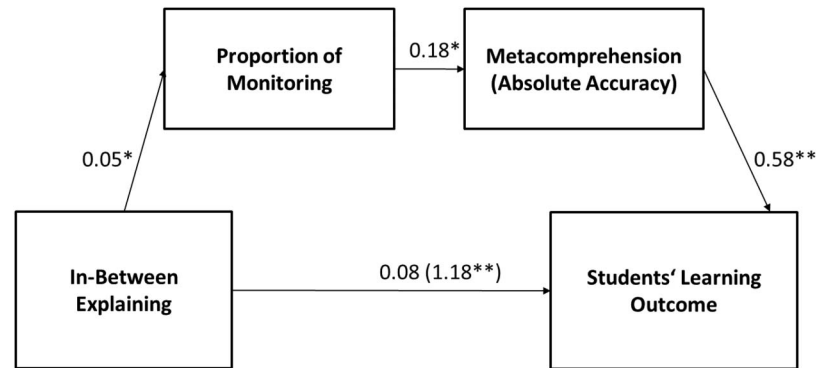 Proportion of
Monitoring
0.18*
Metacomprehension
(Absolute Accuracy)
0.05*
0.58**
In-Between
Explaining
0.08 (1.18**)
Students‘ Learning
Outcome